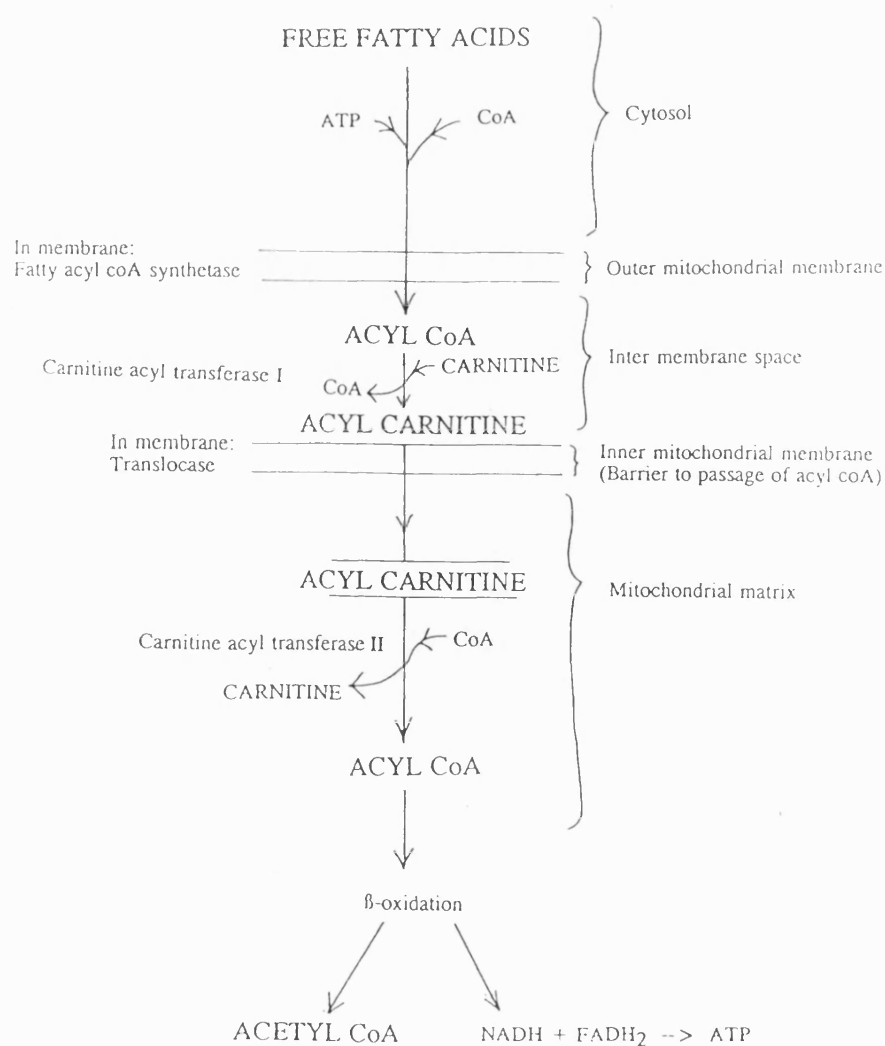 FREE FATTY ACIDS
ATP
CoA
Cytosol
In membrane:
Fatty acyl coA synthetase
Outer mitochondrial membrane
ACYL CoA
Carnitine acyl transferase I
CARNITINE
CoA
Inter membrane space
ACYL CARNITINE
In membrane:
Translocase
Inner mitochondrial membrane
(Barrier to passage of acyl coA)
ACYL CARNITINE
Mitochondrial matrix
Carnitine acyl transferase II
CoA
CARNITINE
ACYL CoA
ß-oxidation
ACETYL CoA
NADH + FADH₂ --> ATP